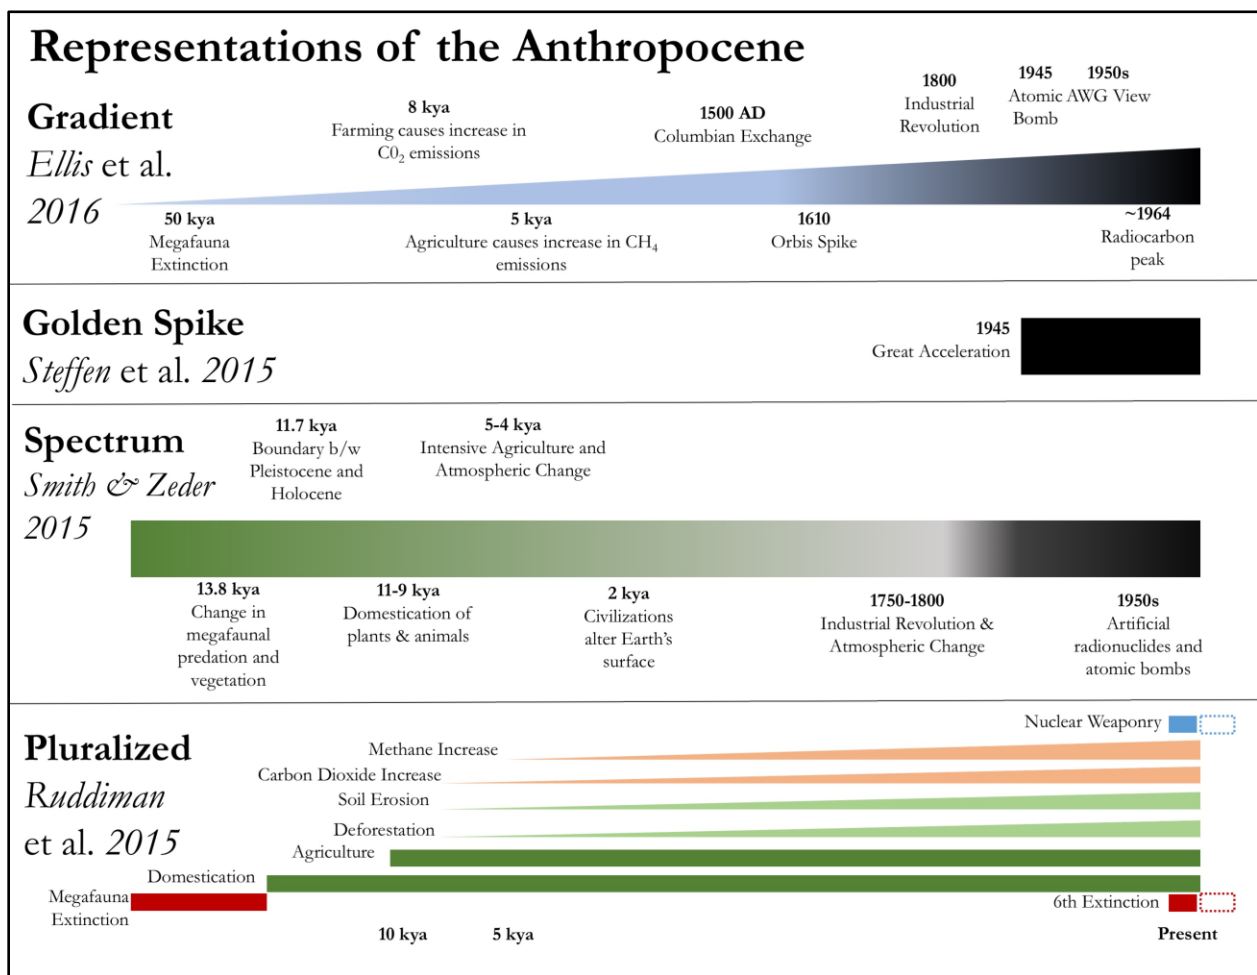 Representations of the Anthropocene
Gradient
Ellis et al.
2016
8 kya
Farming causes increase in
C0₂ emissions
1500 AD
Columbian Exchange
1800
Industrial
Revolution
1945
Atomic
Bomb
1950s
AWG View
50 kya
Megafauna
Extinction
5 kya
Agriculture causes increase in CH₄
emissions
1610
Orbis Spike
~1964
Radiocarbon
peak
Golden Spike
Steffen et al. 2015
1945
Great Acceleration
Spectrum
Smith & Zeder
2015
11.7 kya
Boundary b/w
Pleistocene and
Holocene
5-4 kya
Intensive Agriculture and
Atmospheric Change
13.8 kya
Change in
megafaunal
predation and
vegetation
11-9 kya
Domestication of
plants & animals
2 kya
Civilizations
alter Earth's
surface
1750-1800
Industrial Revolution &
Atmospheric Change
1950s
Artificial
radionuclides and
atomic bombs
Pluralized
Ruddiman
et al. 2015
Nuclear Weaponry
Methane Increase
Carbon Dioxide Increase
Soil Erosion
Deforestation
Agriculture
Domestication
Megafauna
Extinction
6th Extinction
10 kya
5 kya
Present